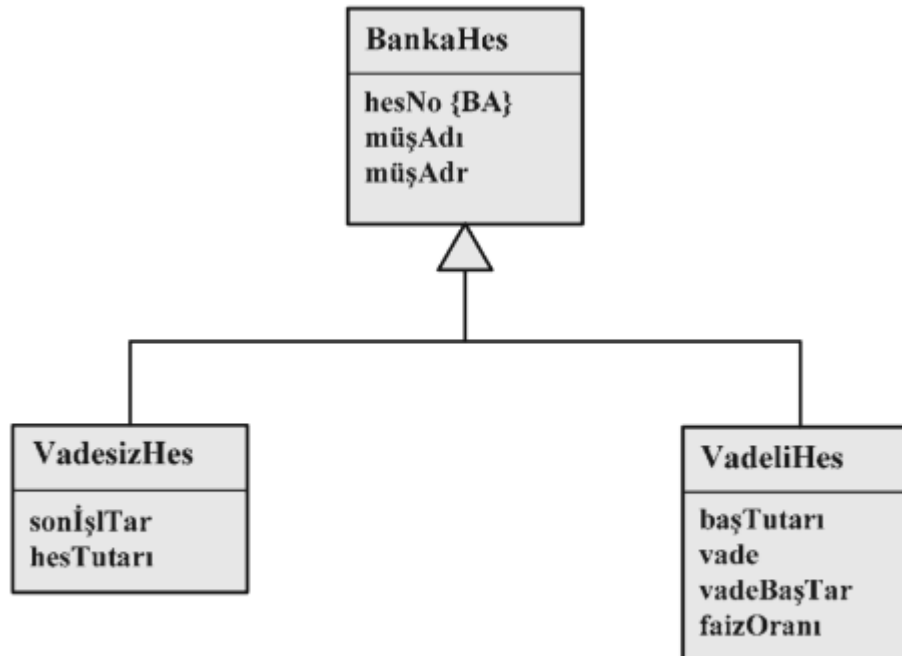 BankaHes
hesNo {BA}
müşAdı
müşAdr
VadesizHes
sonİşlTar
hesTutarı
VadeliHes
başTutarı
vade
vadeBaşTar
faizOranı